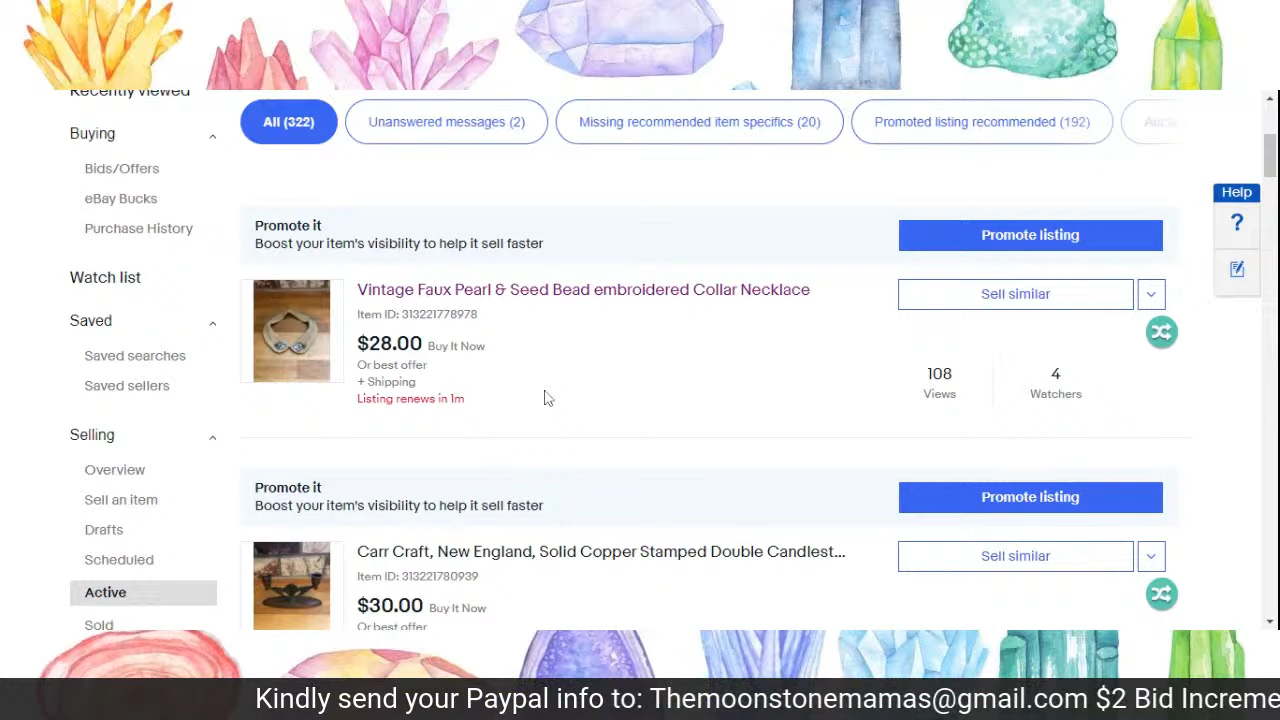 Recently viewed
Buying
Bids/Offers
eBay Bucks
Purchase History
Watch list
Saved
Saved searches
Saved sellers
Selling
Overview
Sell an item
Drafts
Scheduled
Active
Sold
All (322)
Unanswered messages (2)
Missing recommended item specifics (20)
Promoted listing recommended (192)
Promote it
Boost your item's visibility to help it sell faster
Promote listing
Vintage Faux Pearl & Seed Bead embroidered Collar Necklace
Item ID: 313221778978
$28.00 Buy It Now
Or best offer
+ Shipping
Listing renews in 1m
Sell similar
108
Views
4
Watchers
Promote it
Boost your item's visibility to help it sell faster
Promote listing
Carr Craft, New England, Solid Copper Stamped Double Candlest...
Item ID: 313221780939
$30.00 Buy It Now
Or best offer
Sell similar
Help
?
Kindly send your Paypal info to: Themoonstonemamas@gmail.com $2 Bid Increme